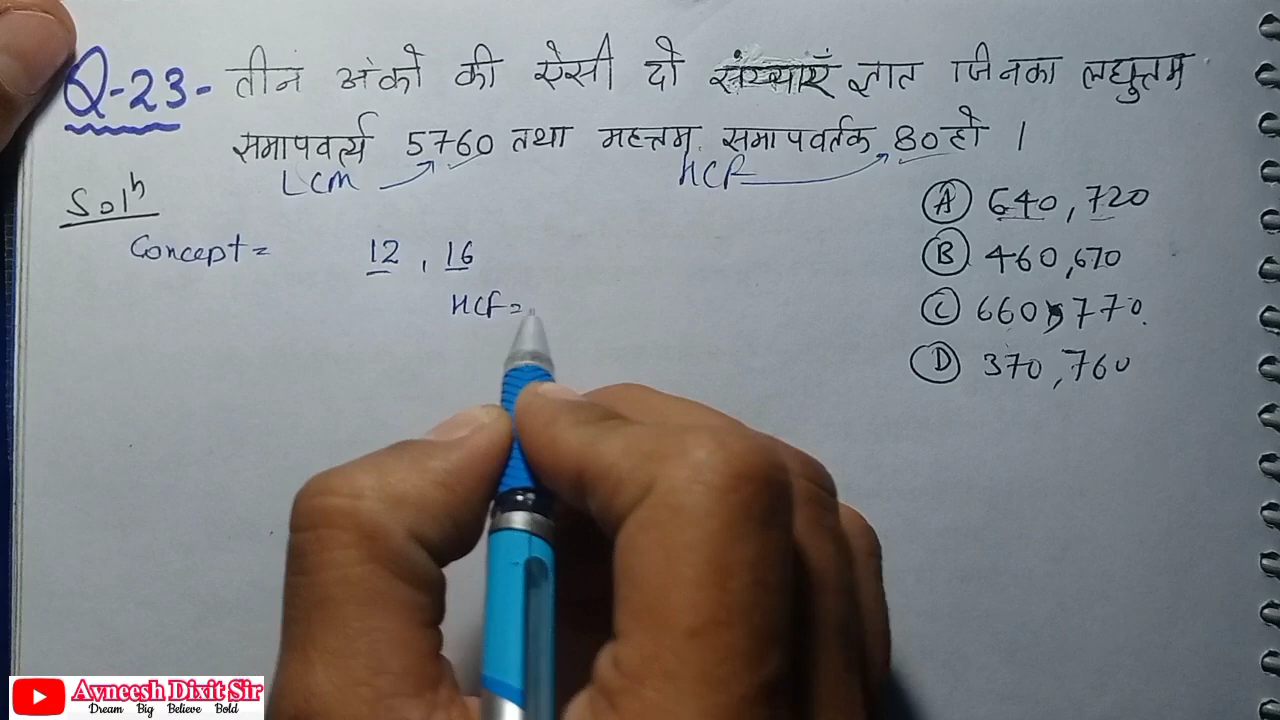 Q-23- तीन अंको की ऐसी दो संख्याएँ ज्ञात जिनका लघुत्तम
समापवर्त्य 5760 तथा महत्तम समापवर्तक 80 हो ।
LCM HCF
Solⁿ
Concept = 12 , 16
HCF =
(A) 640, 720
(B) 460, 670
(C) 660, 770.
(D) 370, 760
Avneesh Dixit Sir
Dream Big Believe Bold